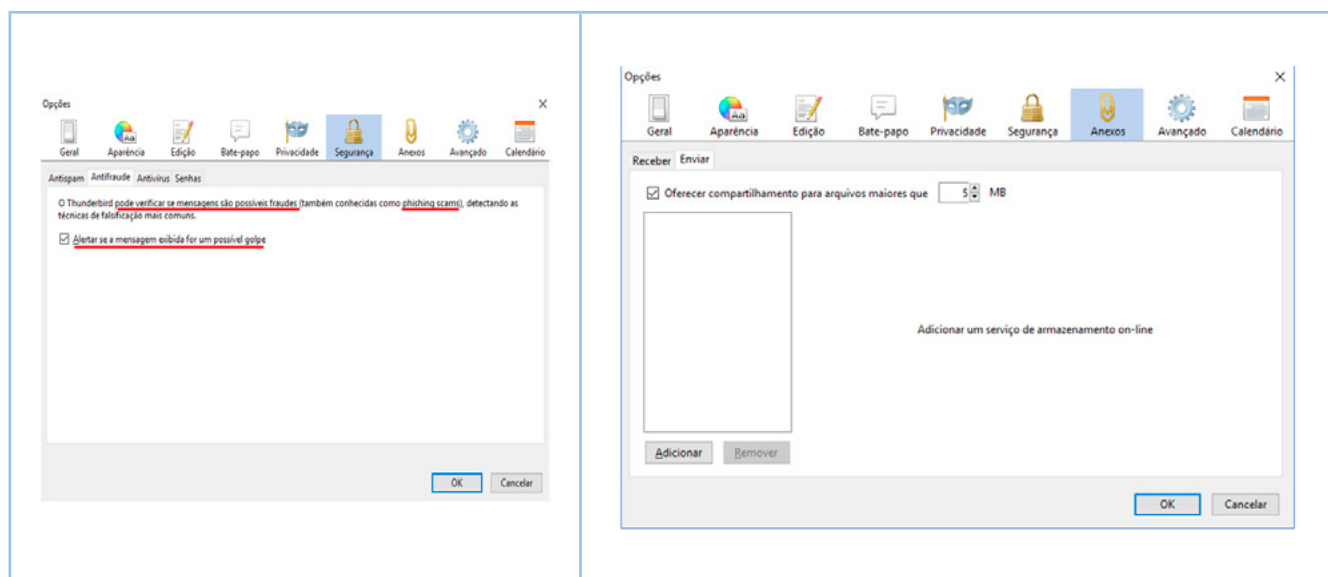 Opções
Geral Aparência Edição Bate-papo Privacidade Segurança Anexos Avançado Calendário
Antispam Antifraude Antivírus Senhas
O Thunderbird pode verificar se mensagens são possíveis fraudes (também conhecidas como phishing scams), detectando as
técnicas de falsificação mais comuns.
Alertar se a mensagem exibida for um possível golpe
OK Cancelar
Opções
Geral Aparência Edição Bate-papo Privacidade Segurança Anexos Avançado Calendário
Receber Enviar
Oferecer compartilhamento para arquivos maiores que 5 MB
Adicionar um serviço de armazenamento on-line
Adicionar Remover
OK Cancelar